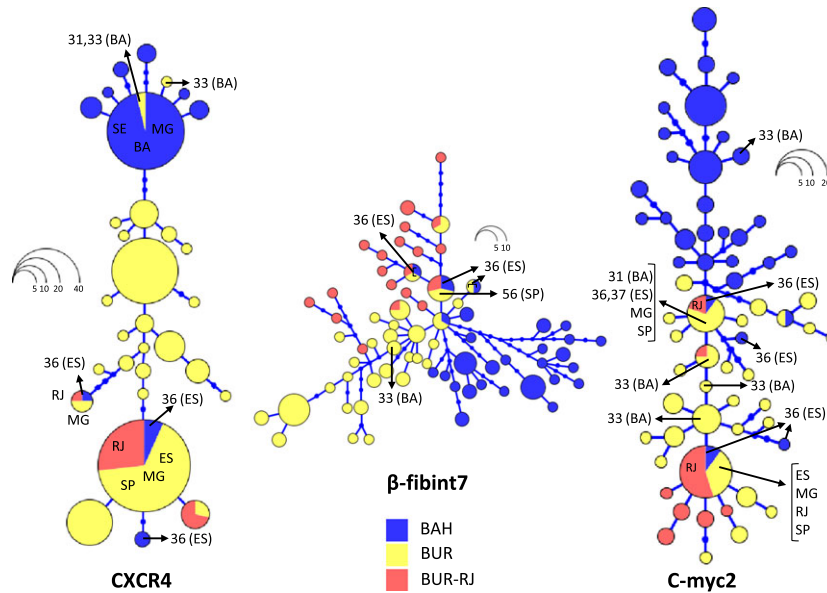 31,33 (BA)
33 (BA)
SE
MG
BA
5
10
20
40
36 (ES)
RJ
MG
36 (ES)
RJ
ES
MG
SP
36 (ES)
CXCR4
36 (ES)
5 10
36 (ES)
56 (SP)
33 (BA)
β-fibint7
BAH
BUR
BUR-RJ
33 (BA)
5 10 20
31 (BA)
36,37 (ES)
MG
SP
RJ
36 (ES)
36 (ES)
33 (BA)
33 (BA)
33 (BA)
36 (ES)
RJ
ES
MG
RJ
SP
C-myc2